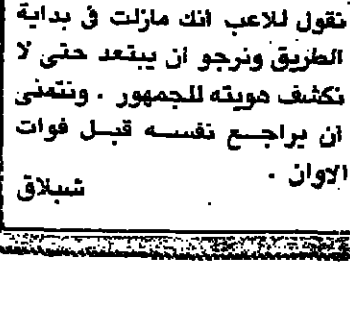 نقول للاعب انك مازلت في بداية
الطريق ونرجو ان يبتعد حتى لا
نكشف هويته للجمهور . ونتمنى
ان يراجع نفسه قبل فوات
الاوان .
شبلاق